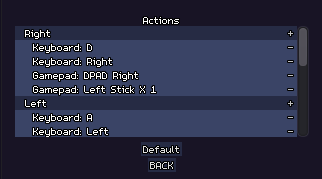 Actions
Right +
Keyboard: D -
Keyboard: Right -
Gamepad: DPAD Right -
Gamepad: Left Stick X 1 -
Left +
Keyboard: A -
Keyboard: Left -
Default
BACK